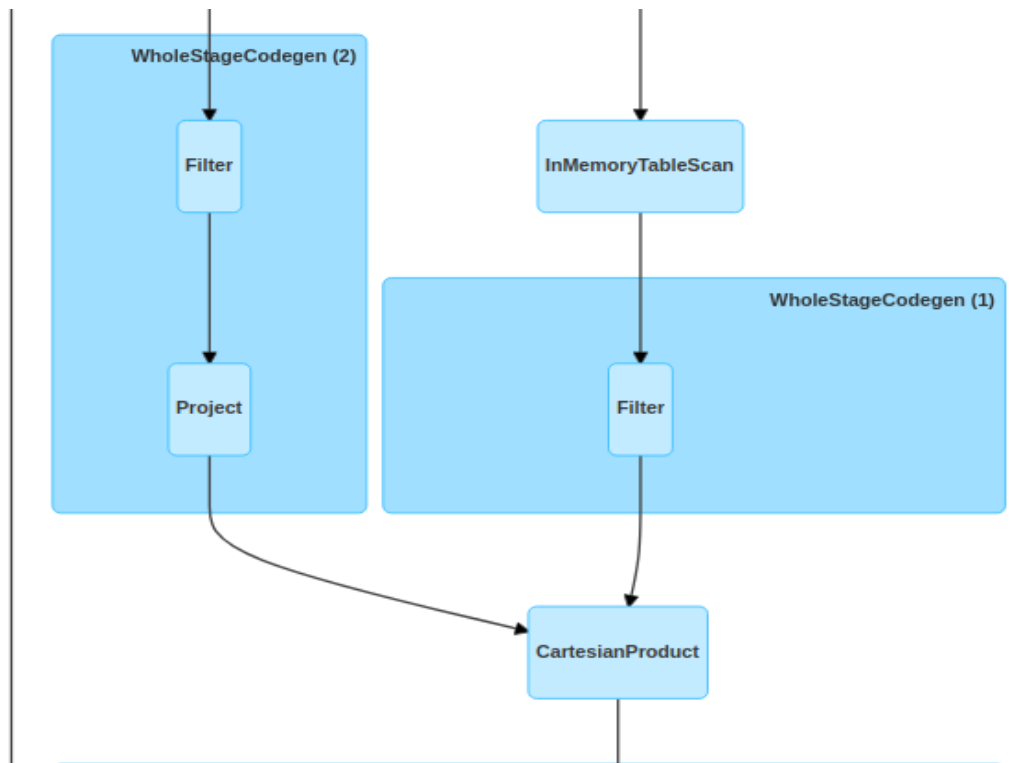 WholeStageCodegen (2)
Filter
InMemoryTableScan
WholeStageCodegen (1)
Project
Filter
CartesianProduct